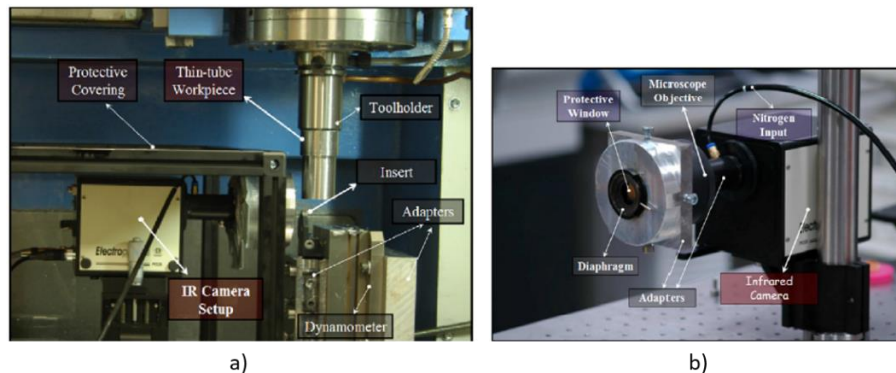 Protective
Covering
Thin-tube
Workpiece
Toolholder
Insert
Adapters
IR Camera
Setup
Dynamometer
a)
Microscope
Objective
Protective
Window
Nitrogen
Input
Diaphragm
Adapters
Infrared
Camera
b)